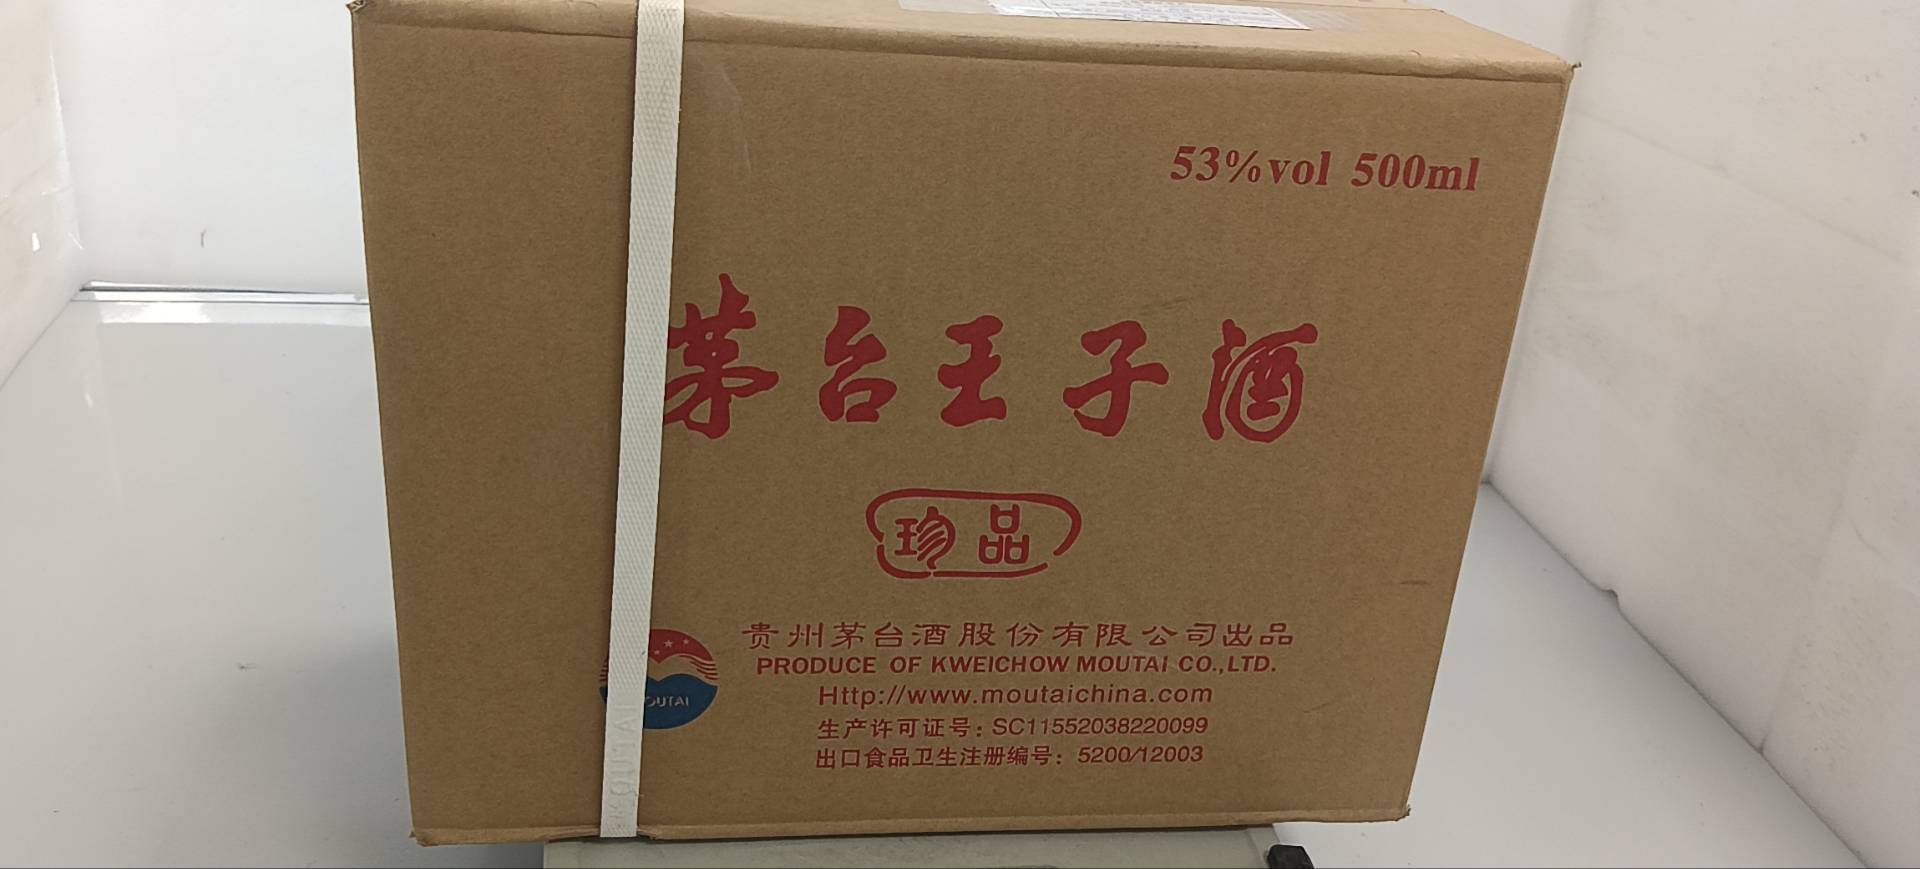 53%vol 500ml
茅台王子酒
珍品
MOUTAI
贵州茅台酒股份有限公司出品
PRODUCE OF KWEICHOW MOUTAI CO.,LTD.
Http://www.moutaichina.com
生产许可证号：SC11552038220099
出口食品卫生注册编号：5200/12003
MOUTAI